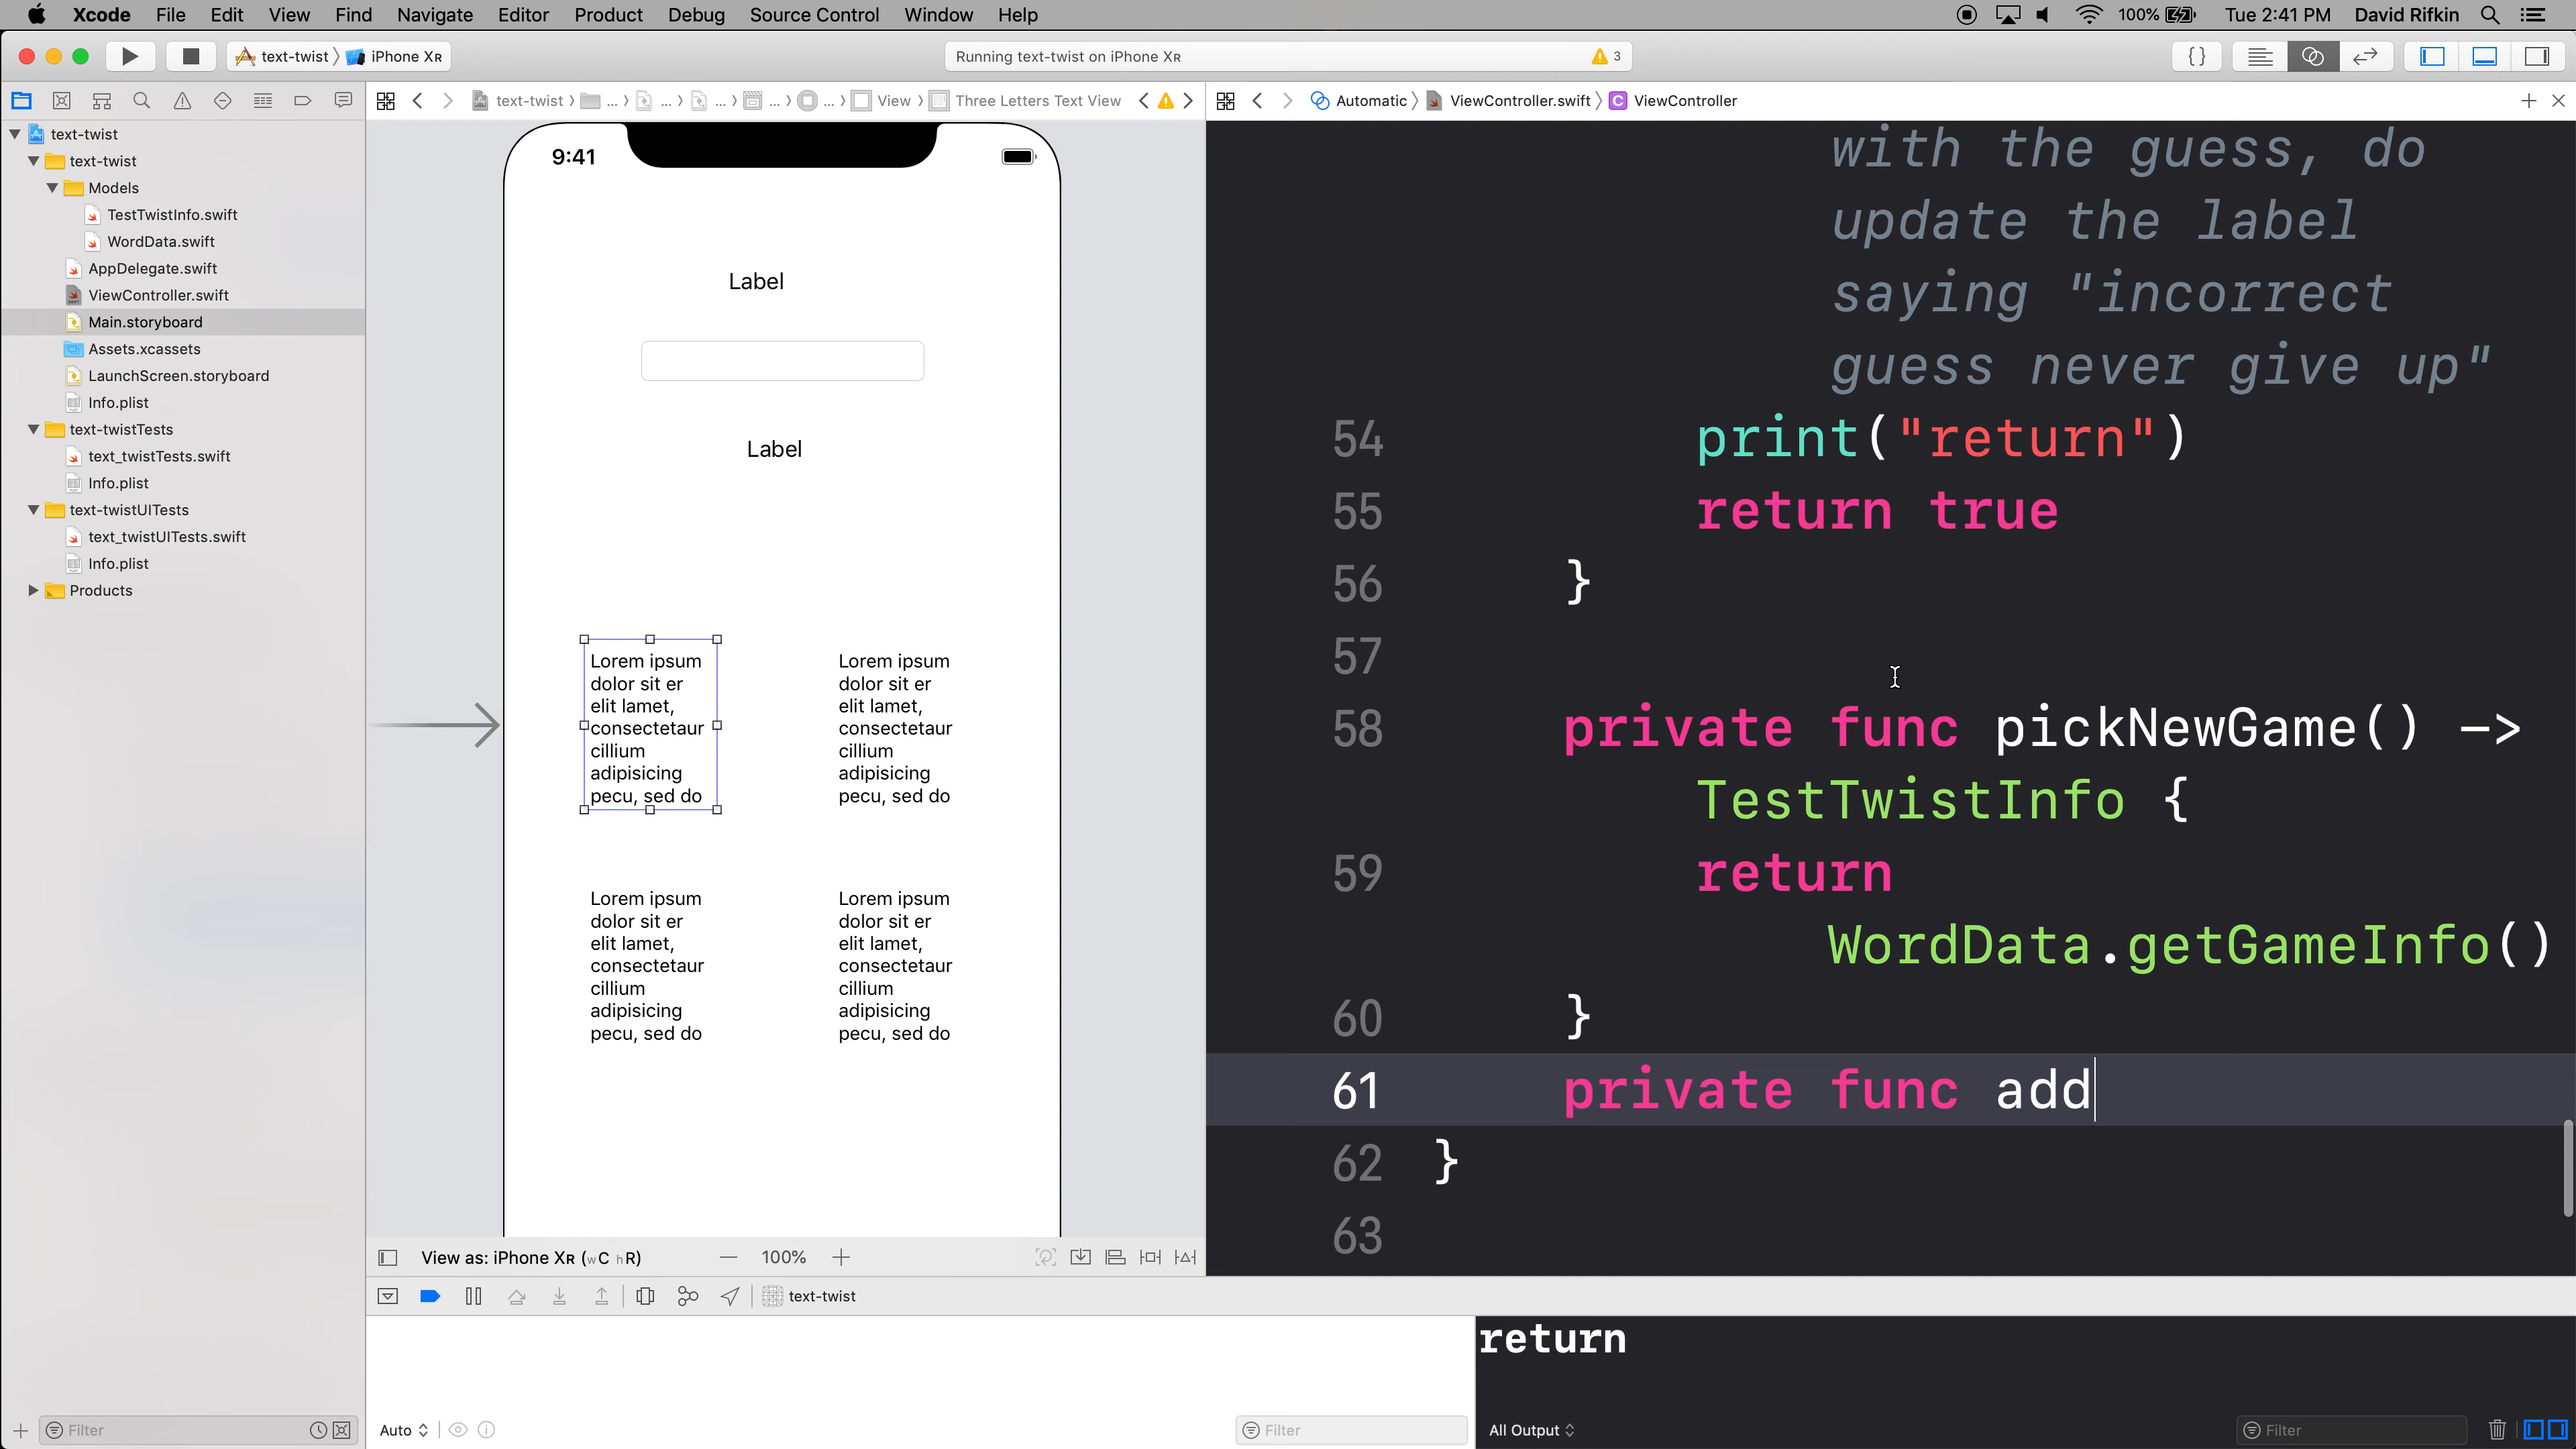 Xcode File Edit View Find Navigate Editor Product Debug Source Control Window Help 100% Tue 2:41 PM David Rifkin
text-twist iPhone XR Running text-twist on iPhone XR 3
text-twist ... ... ... ... ... View Three Letters Text View Automatic ViewController.swift C ViewController
text-twist
text-twist
Models
TestTwistInfo.swift
WordData.swift
AppDelegate.swift
ViewController.swift
Main.storyboard
Assets.xcassets
LaunchScreen.storyboard
Info.plist
text-twistTests
text_twistTests.swift
Info.plist
text-twistUITests
text_twistUITests.swift
Info.plist
Products
Filter
9:41
Label
Label
Lorem ipsum
dolor sit er
elit lamet,
consectetaur
cillium
adipisicing
pecu, sed do
Lorem ipsum
dolor sit er
elit lamet,
consectetaur
cillium
adipisicing
pecu, sed do
Lorem ipsum
dolor sit er
elit lamet,
consectetaur
cillium
adipisicing
pecu, sed do
Lorem ipsum
dolor sit er
elit lamet,
consectetaur
cillium
adipisicing
pecu, sed do
View as: iPhone XR (wC hR) — 100% +
with the guess, do
update the label
saying "incorrect
guess never give up"
54 print("return")
55 return true
56 }
57
58 private func pickNewGame() ->
TestTwistInfo {
59 return
WordData.getGameInfo()
60 }
61 private func add
62 }
63
text-twist
return
Auto Filter All Output Filter